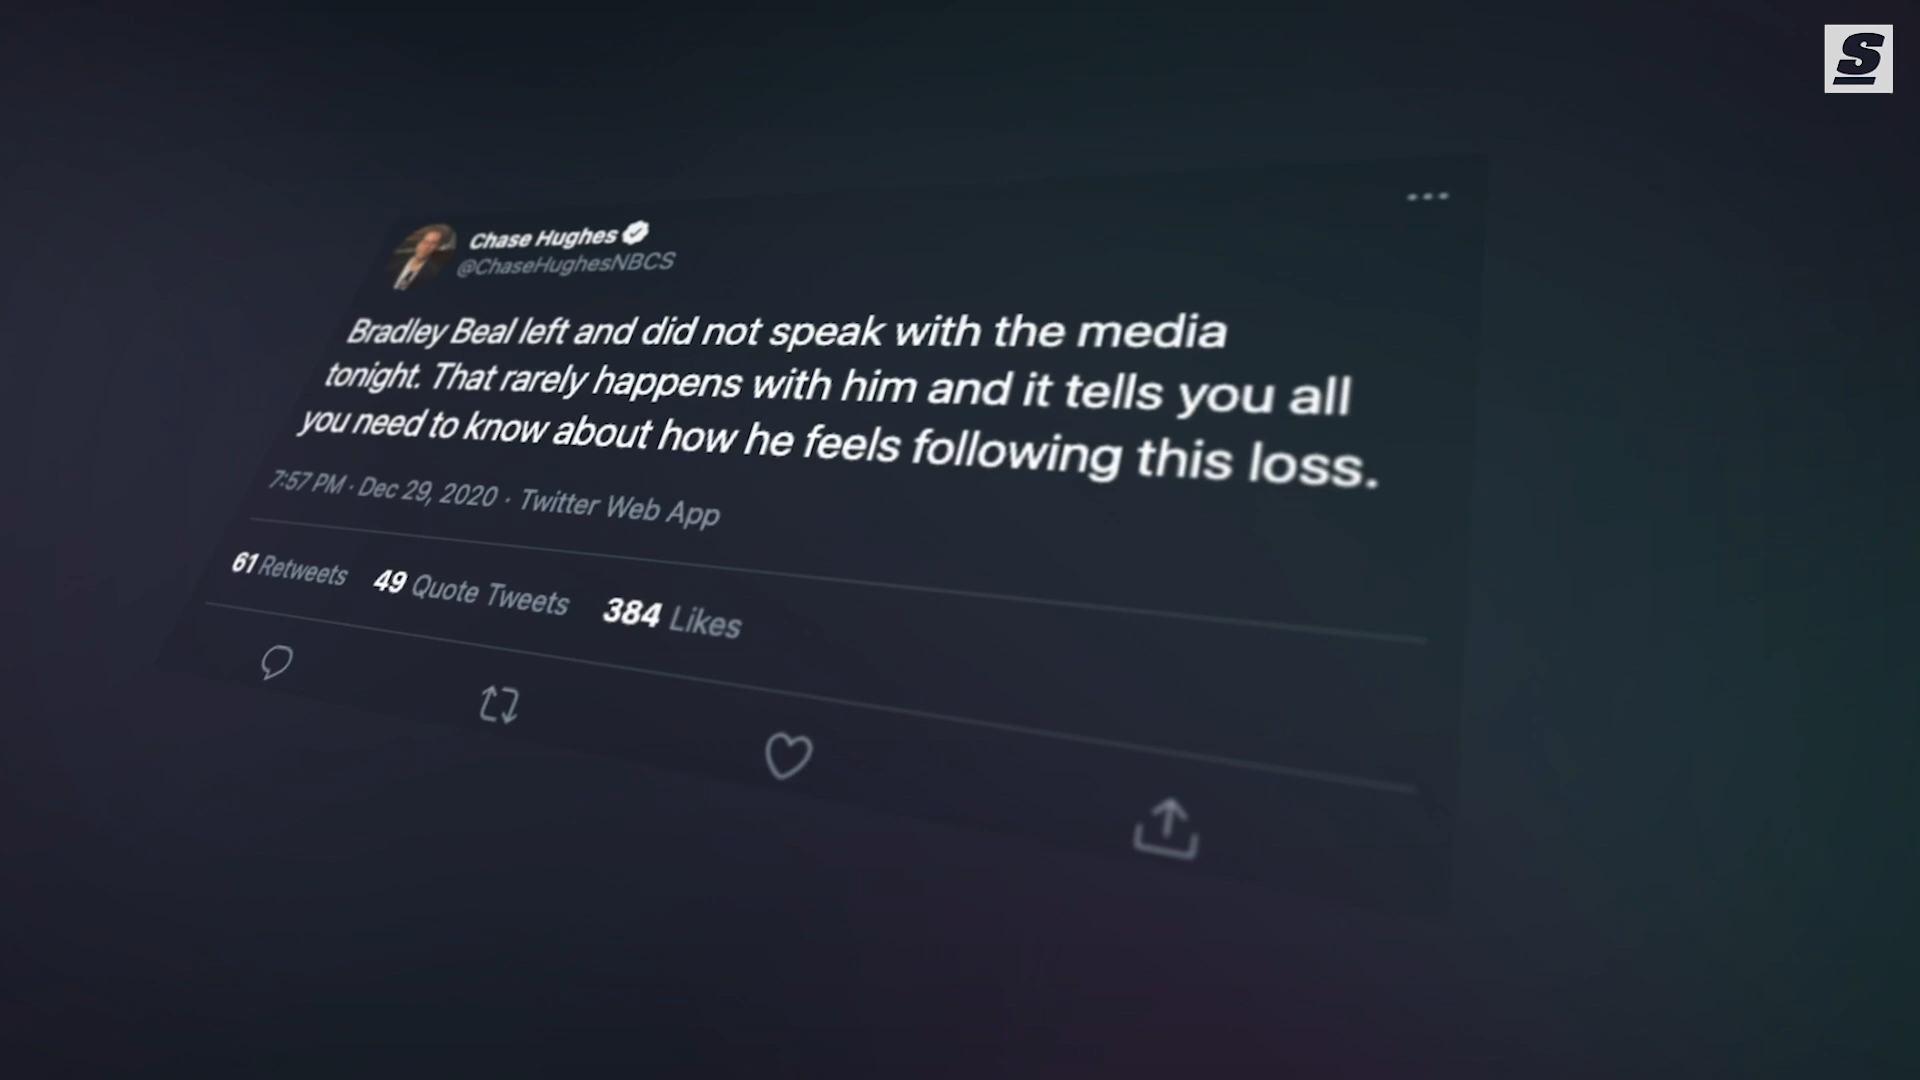 S
Chase Hughes
@ChaseHughesNBCS
Bradley Beal left and did not speak with the media
tonight. That rarely happens with him and it tells you all
you need to know about how he feels following this loss.
7:57 PM · Dec 29, 2020 · Twitter Web App
61 Retweets 49 Quote Tweets 384 Likes